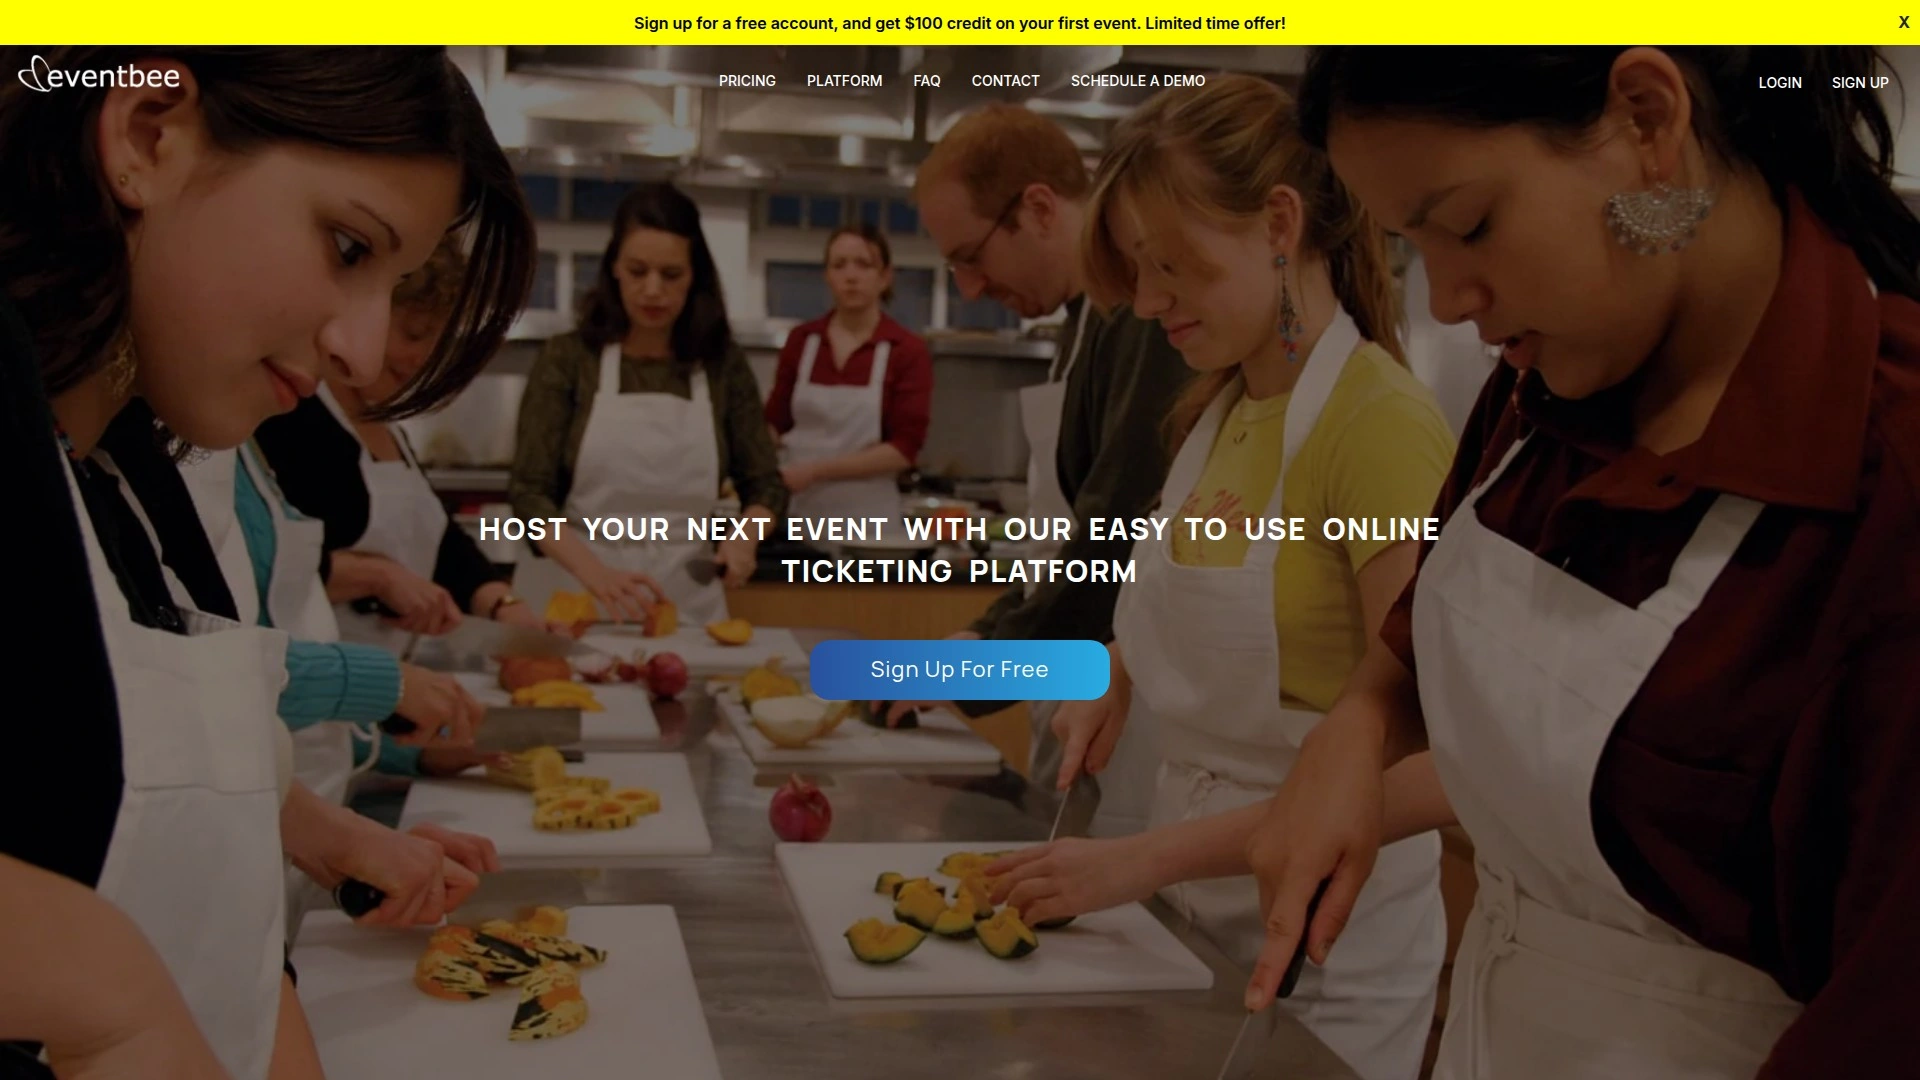 Sign up for a free account, and get $100 credit on your first event. Limited time offer!
X
eventbee
PRICING
PLATFORM
FAQ
CONTACT
SCHEDULE A DEMO
LOGIN
SIGN UP
HOST YOUR NEXT EVENT WITH OUR EASY TO USE ONLINE
TICKETING PLATFORM
Sign Up For Free